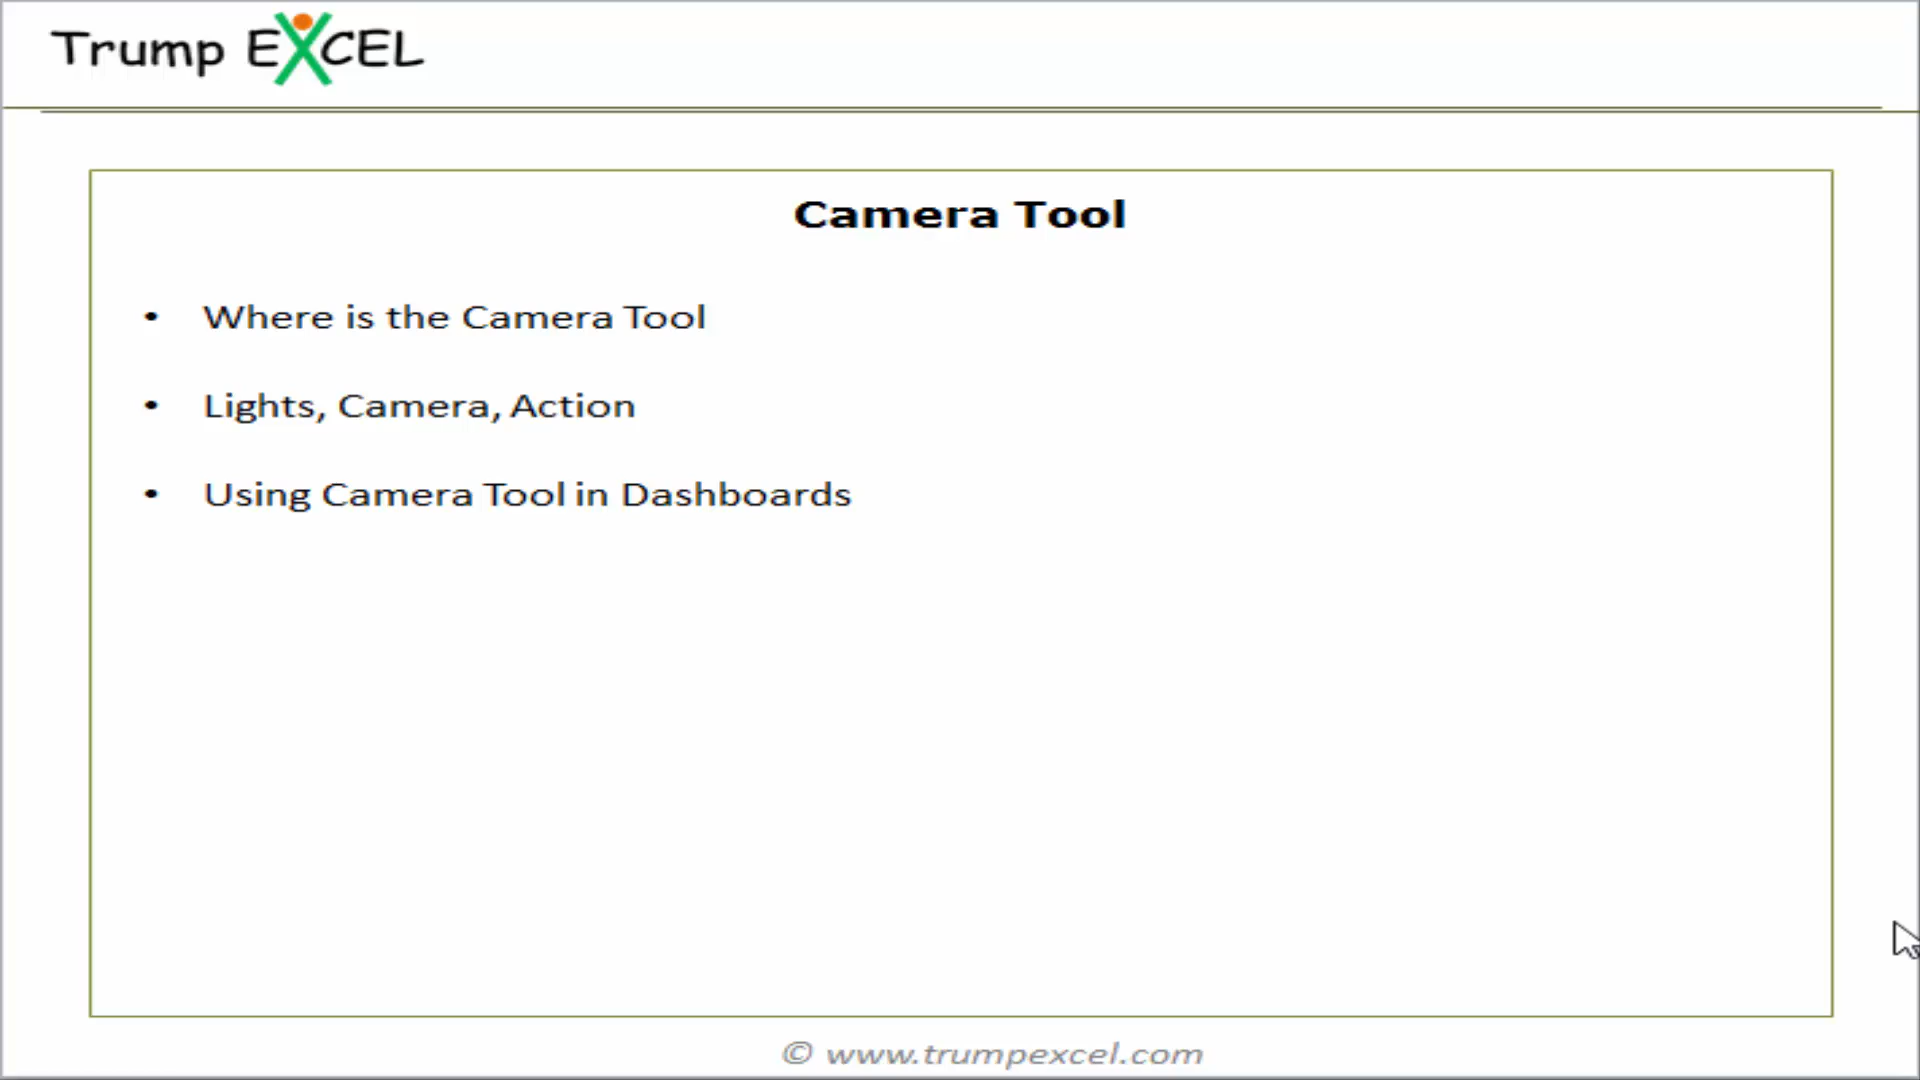 Trump EXCEL
Camera Tool
• Where is the Camera Tool
• Lights, Camera, Action
• Using Camera Tool in Dashboards
© www.trumpexcel.com